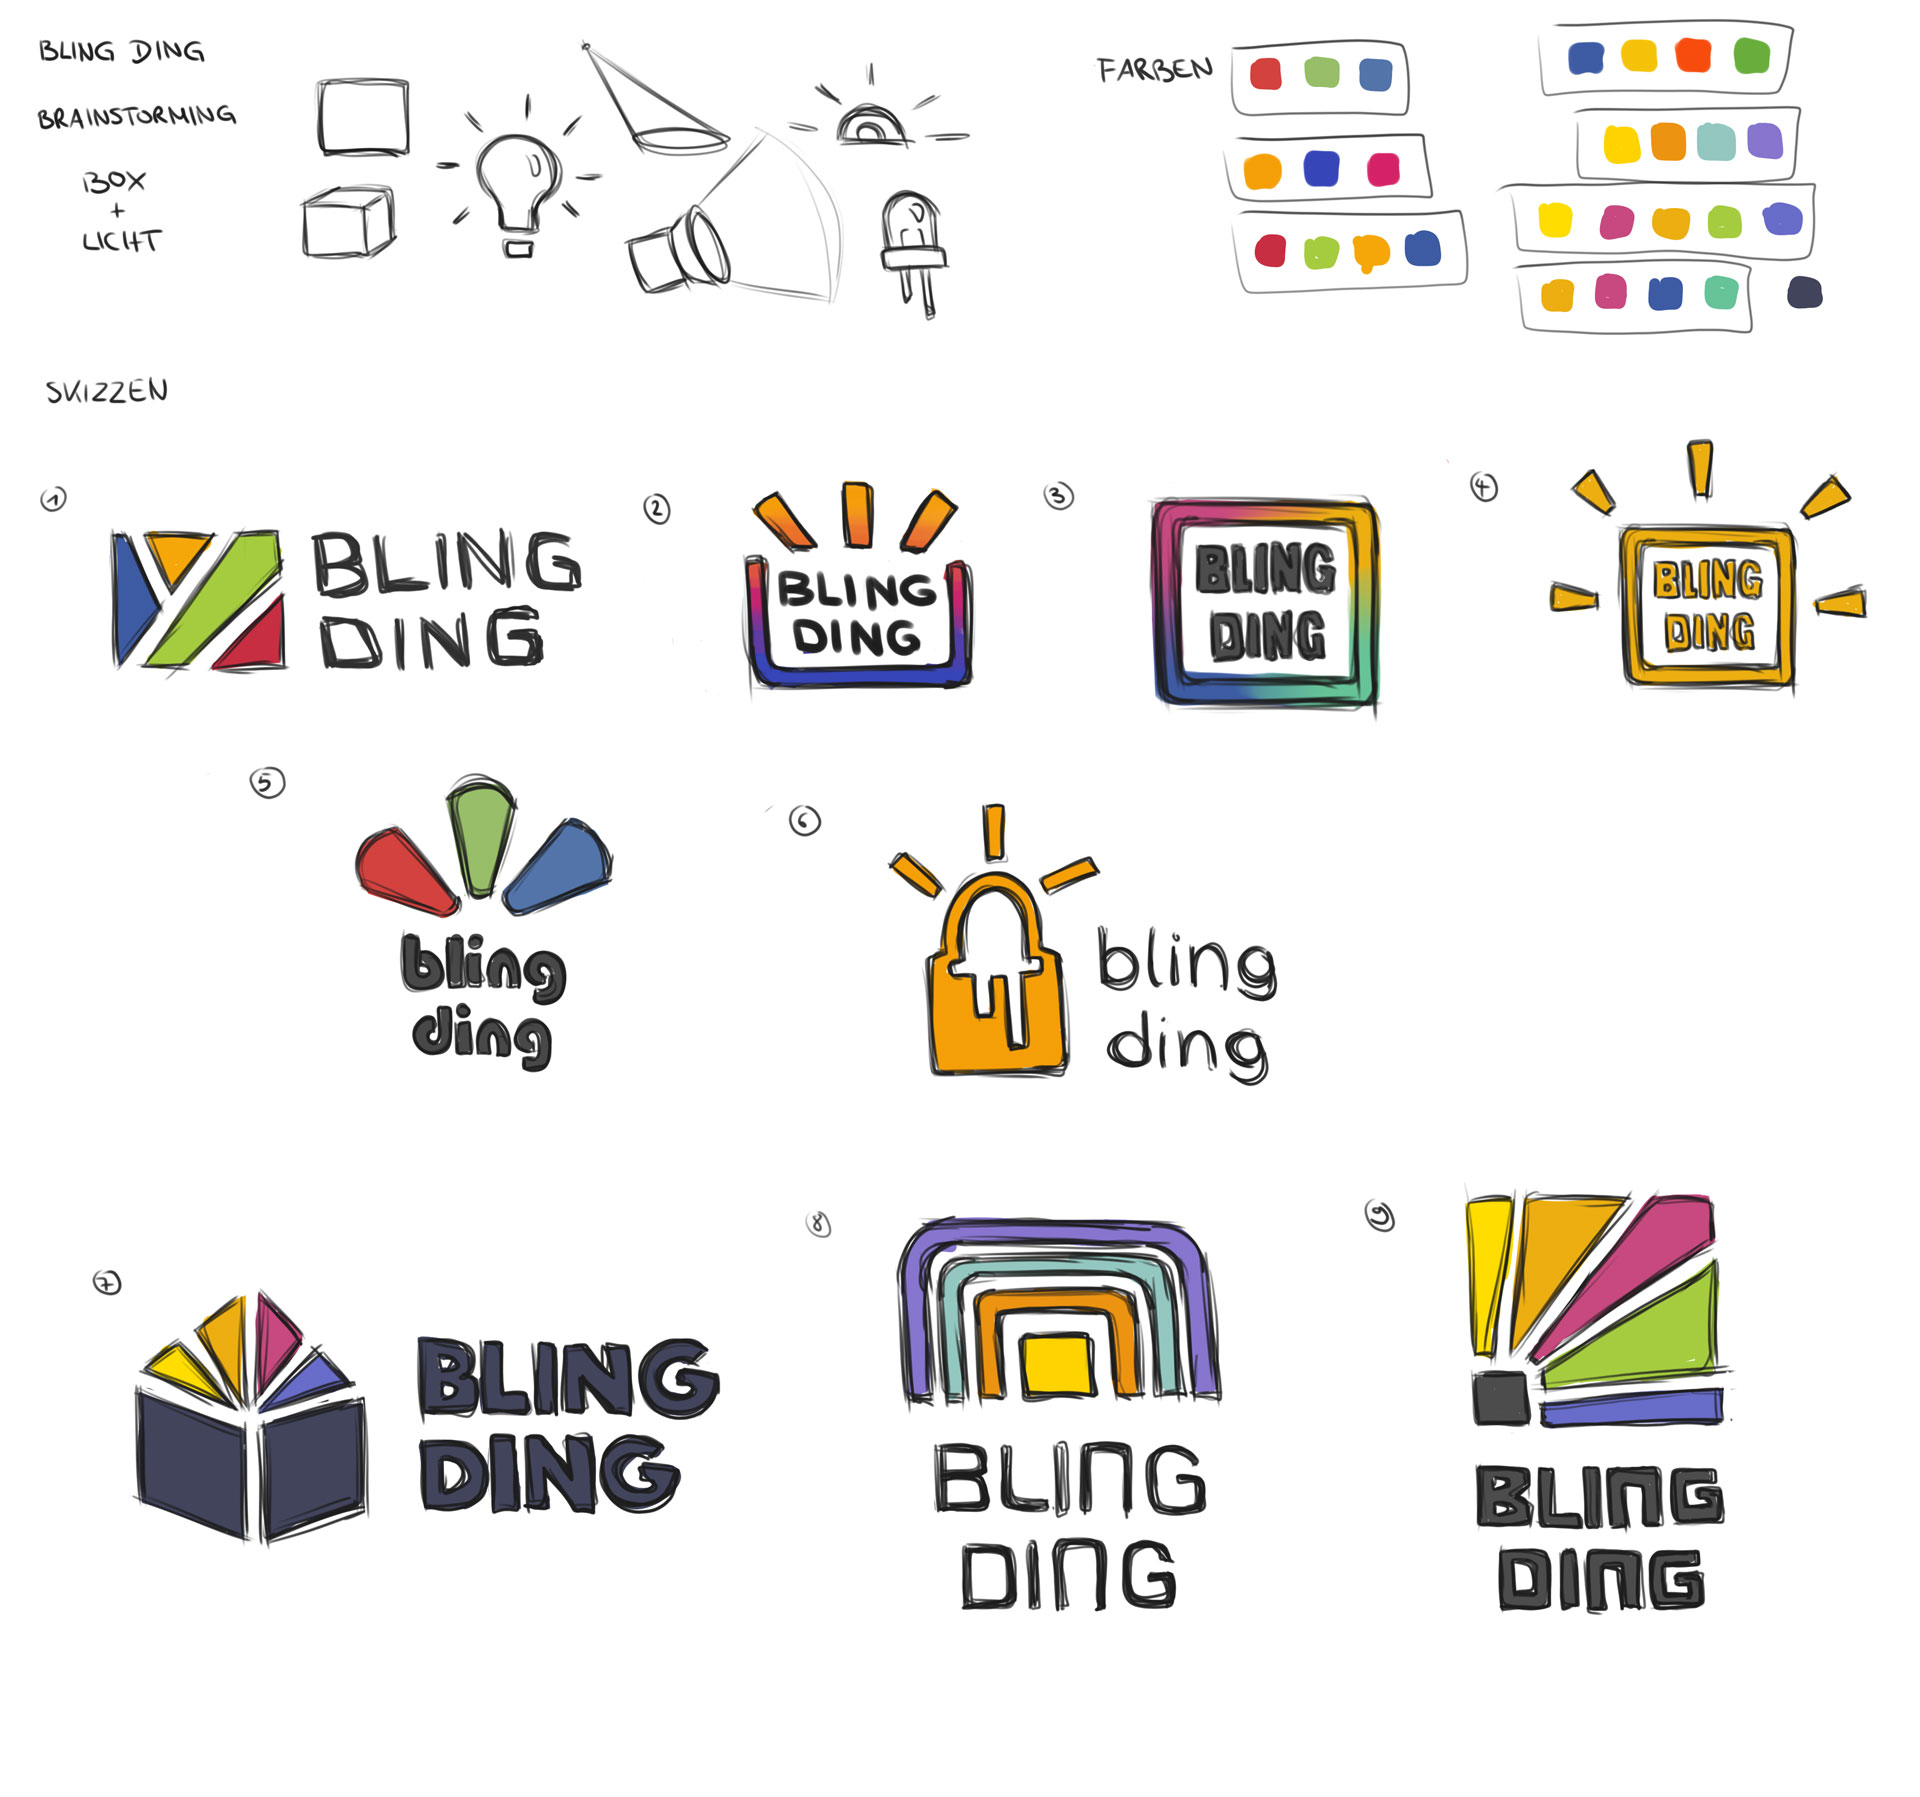 BLING DING
BRAINSTORMING
BOX
+
LICHT
FARBEN
SKIZZEN
1
BLING
DING
2
BLING
DING
3
BLING
DING
4
BLING
DING
5
bling
ding
6
bling
ding
7
BLING
DING
8
BLING
DING
9
BLING
DING